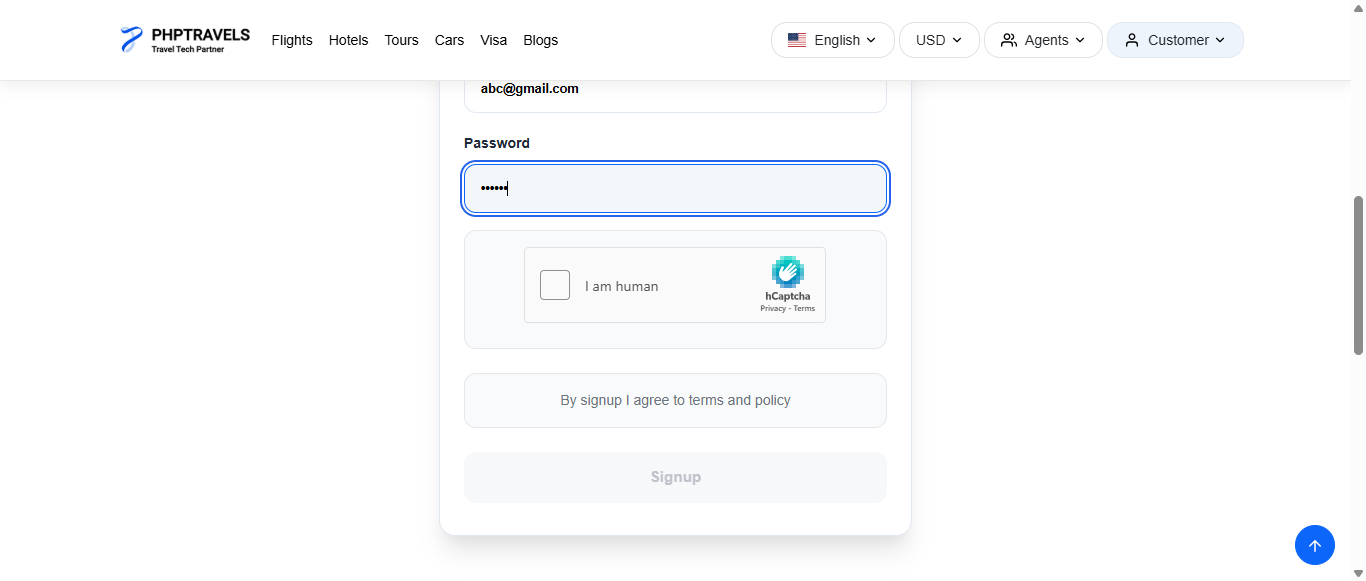 PHPTRAVELS
Travel Tech Partner
Flights Hotels Tours Cars Visa Blogs
English USD Agents Customer
abc@gmail.com
Password
••••••
I am human
hCaptcha
Privacy - Terms
By signup I agree to terms and policy
Signup